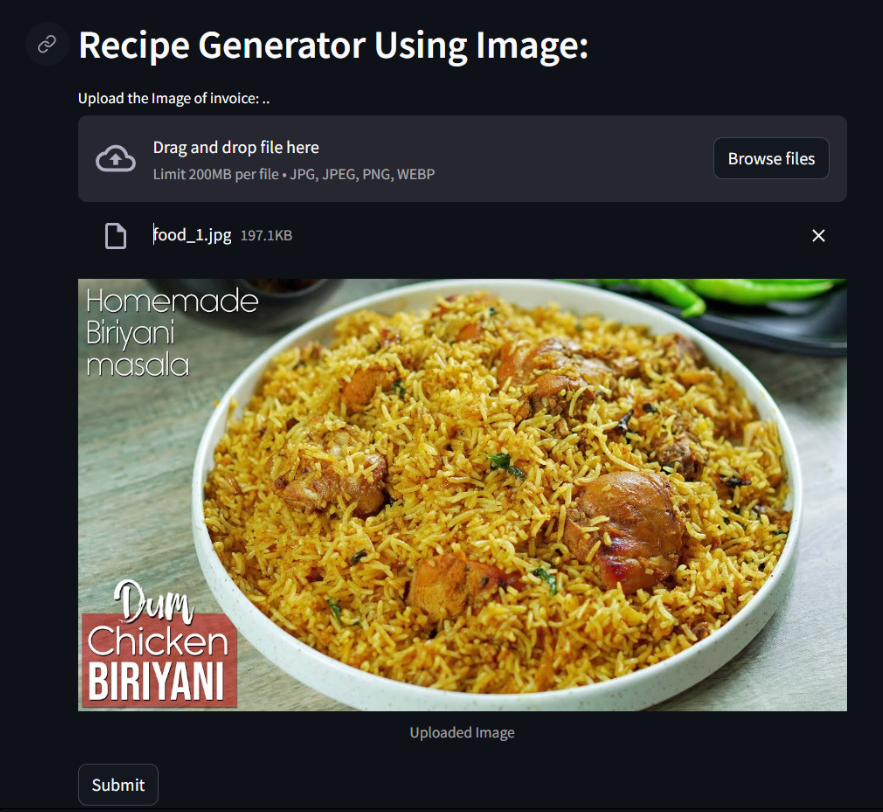 Recipe Generator Using Image:
Upload the Image of invoice: ..
Drag and drop file here
Limit 200MB per file • JPG, JPEG, PNG, WEBP
Browse files
food_1.jpg 197.1KB
Homemade
Biriyani
masala
Dum
Chicken
BIRIYANI
Uploaded Image
Submit